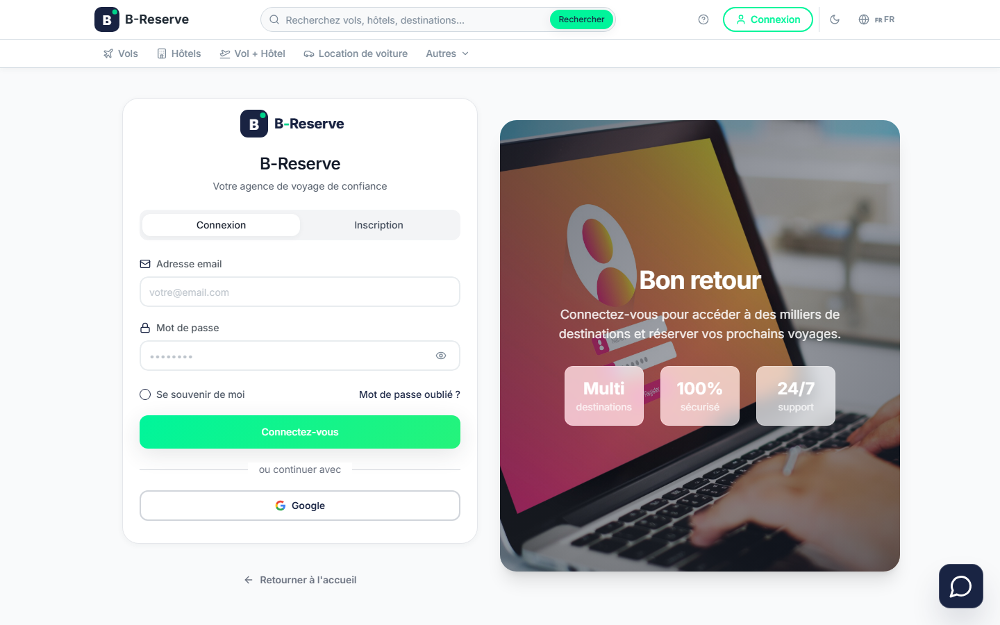 B B-Reserve
Recherchez vols, hôtels, destinations...
Rechercher
Connexion
FR FR
Vols
Hôtels
Vol + Hôtel
Location de voiture
Autres
B B-Reserve
B-Reserve
Votre agence de voyage de confiance
Connexion
Inscription
Adresse email
votre@email.com
Mot de passe
Se souvenir de moi
Mot de passe oublié ?
Connectez-vous
ou continuer avec
Google
Retourner à l'accueil
Bon retour
Connectez-vous pour accéder à des milliers de
destinations et réserver vos prochains voyages.
Multi
destinations
100%
sécurisé
24/7
support
Register